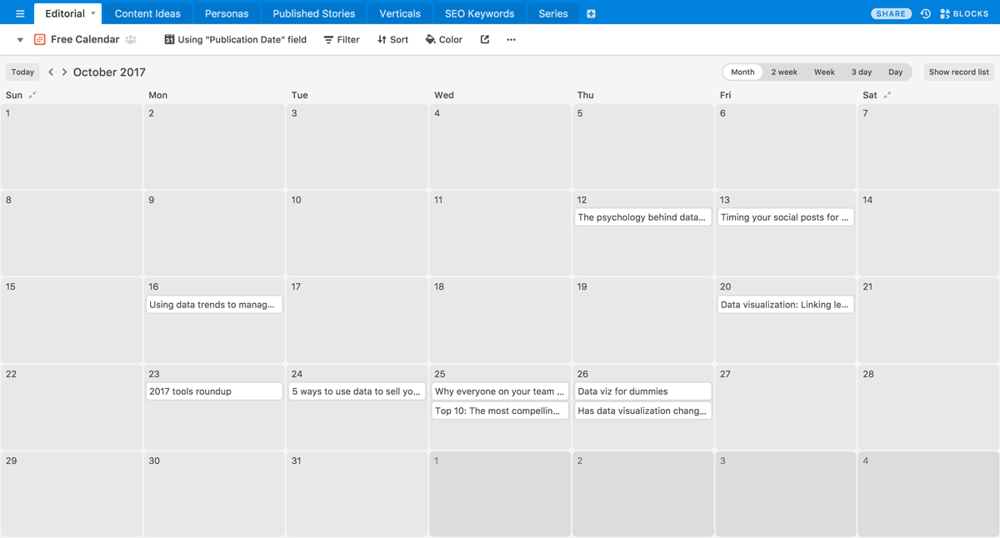 Editorial Content Ideas Personas Published Stories Verticals SEO Keywords Series SHARE BLOCKS
Free Calendar 31 Using "Publication Date" field Filter Sort Color ...
Today October 2017 Month 2 week Week 3 day Day Show record list
Sun Mon Tue Wed Thu Fri Sat
1 2 3 4 5 6 7
8 9 10 11 12 13 14
The psychology behind data... Timing your social posts for ...
15 16 17 18 19 20 21
Using data trends to manag... Data visualization: Linking le...
22 23 24 25 26 27 28
2017 tools roundup 5 ways to use data to sell yo... Why everyone on your team ... Data viz for dummies
Top 10: The most compellin... Has data visualization chang...
29 30 31 1 2 3 4